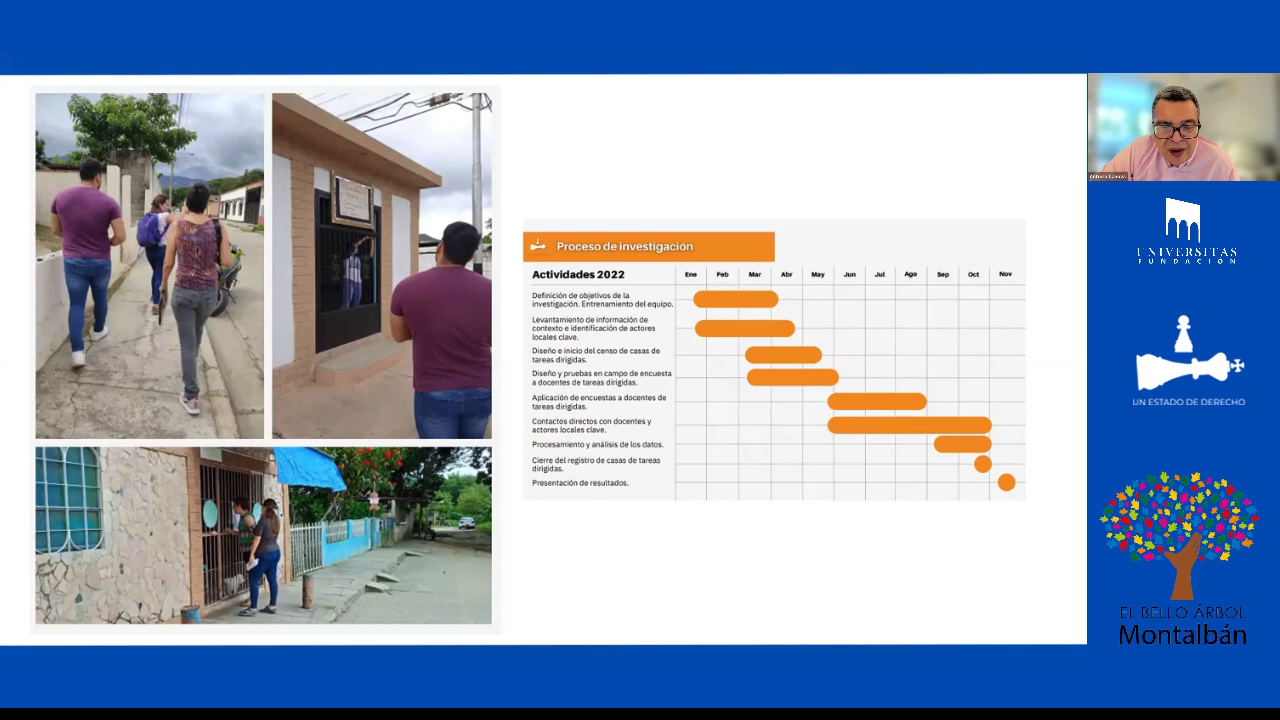 Proceso de investigación
Actividades 2022
Ene Feb Mar Abr May Jun Jul Ago Sep Oct Nov
Definición de objetivos de la
investigación. Entrenamiento del equipo.
Levantamiento de información de
contexto e identificación de actores
locales clave.
Diseño e inicio del censo de casas de
tareas dirigidas.
Diseño y pruebas en campo de encuesta
a docentes de tareas dirigidas.
Aplicación de encuestas a docentes de
tareas dirigidas.
Contactos directos con docentes y
actores locales clave.
Procesamiento y análisis de los datos.
Cierre del registro de casas de tareas
dirigidas.
Presentación de resultados.
UNIVERSITAS
FUNDACIÓN
UN ESTADO DE DERECHO
EL BELLO ÁRBOL
Montalbán